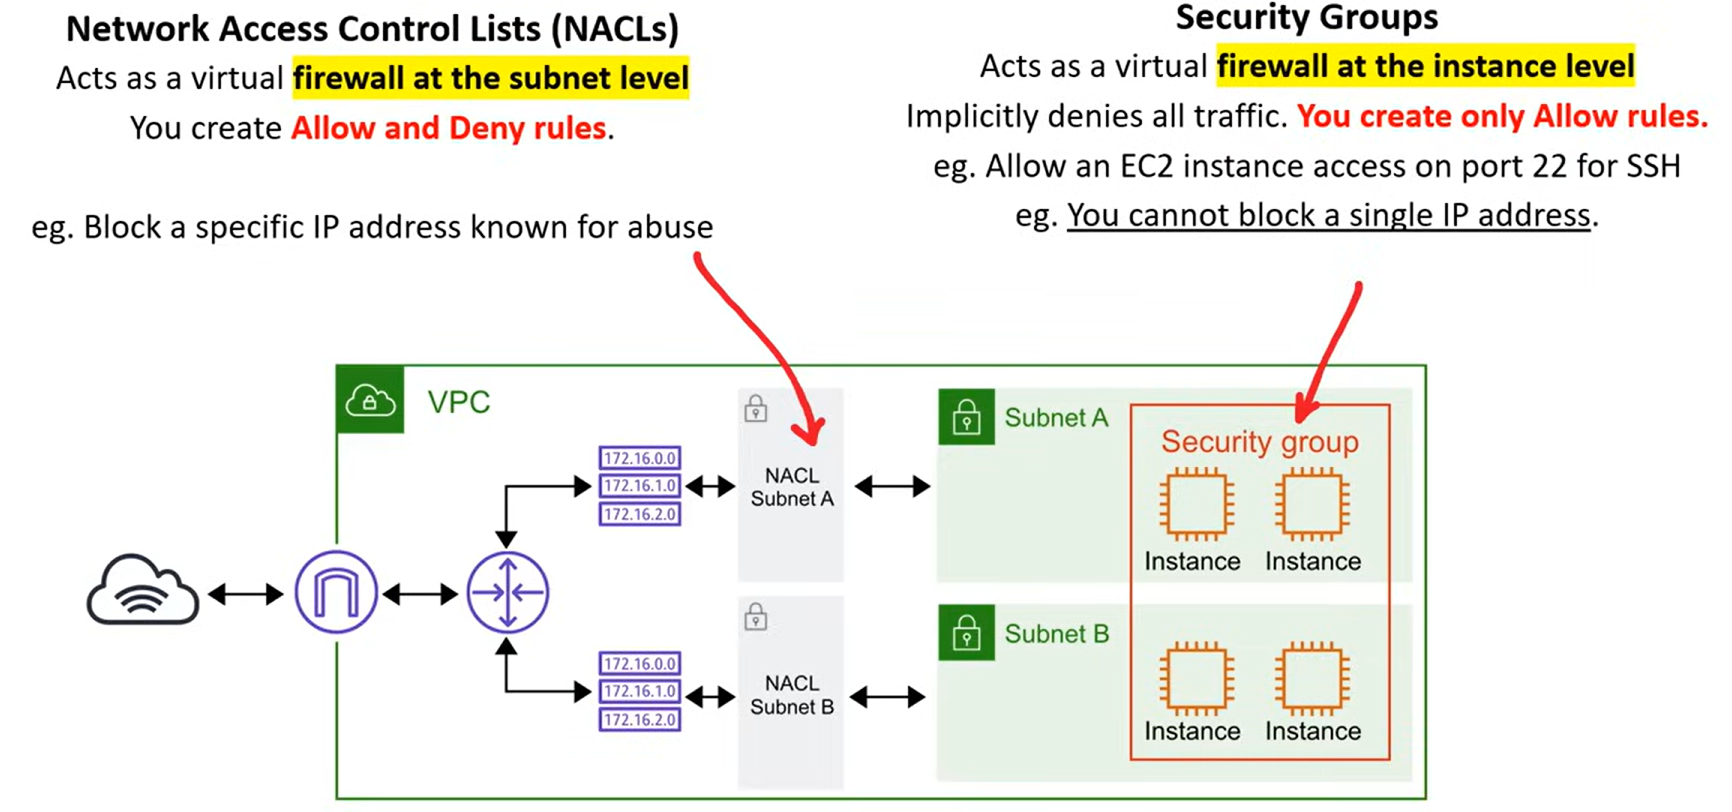 Network Access Control Lists (NACLs)
Acts as a virtual firewall at the subnet level
You create Allow and Deny rules.
eg. Block a specific IP address known for abuse
Security Groups
Acts as a virtual firewall at the instance level
Implicitly denies all traffic. You create only Allow rules.
eg. Allow an EC2 instance access on port 22 for SSH
eg. You cannot block a single IP address.
VPC
172.16.0.0
172.16.1.0
172.16.2.0
NACL
Subnet A
Subnet A
Security group
Instance Instance
172.16.0.0
172.16.1.0
172.16.2.0
NACL
Subnet B
Subnet B
Instance Instance